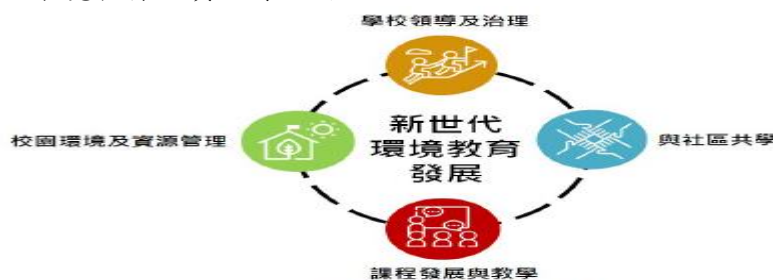 學校領導及治理
校園環境及資源管理
新世代
環境教育
發展
與社區共學
課程發展與教學